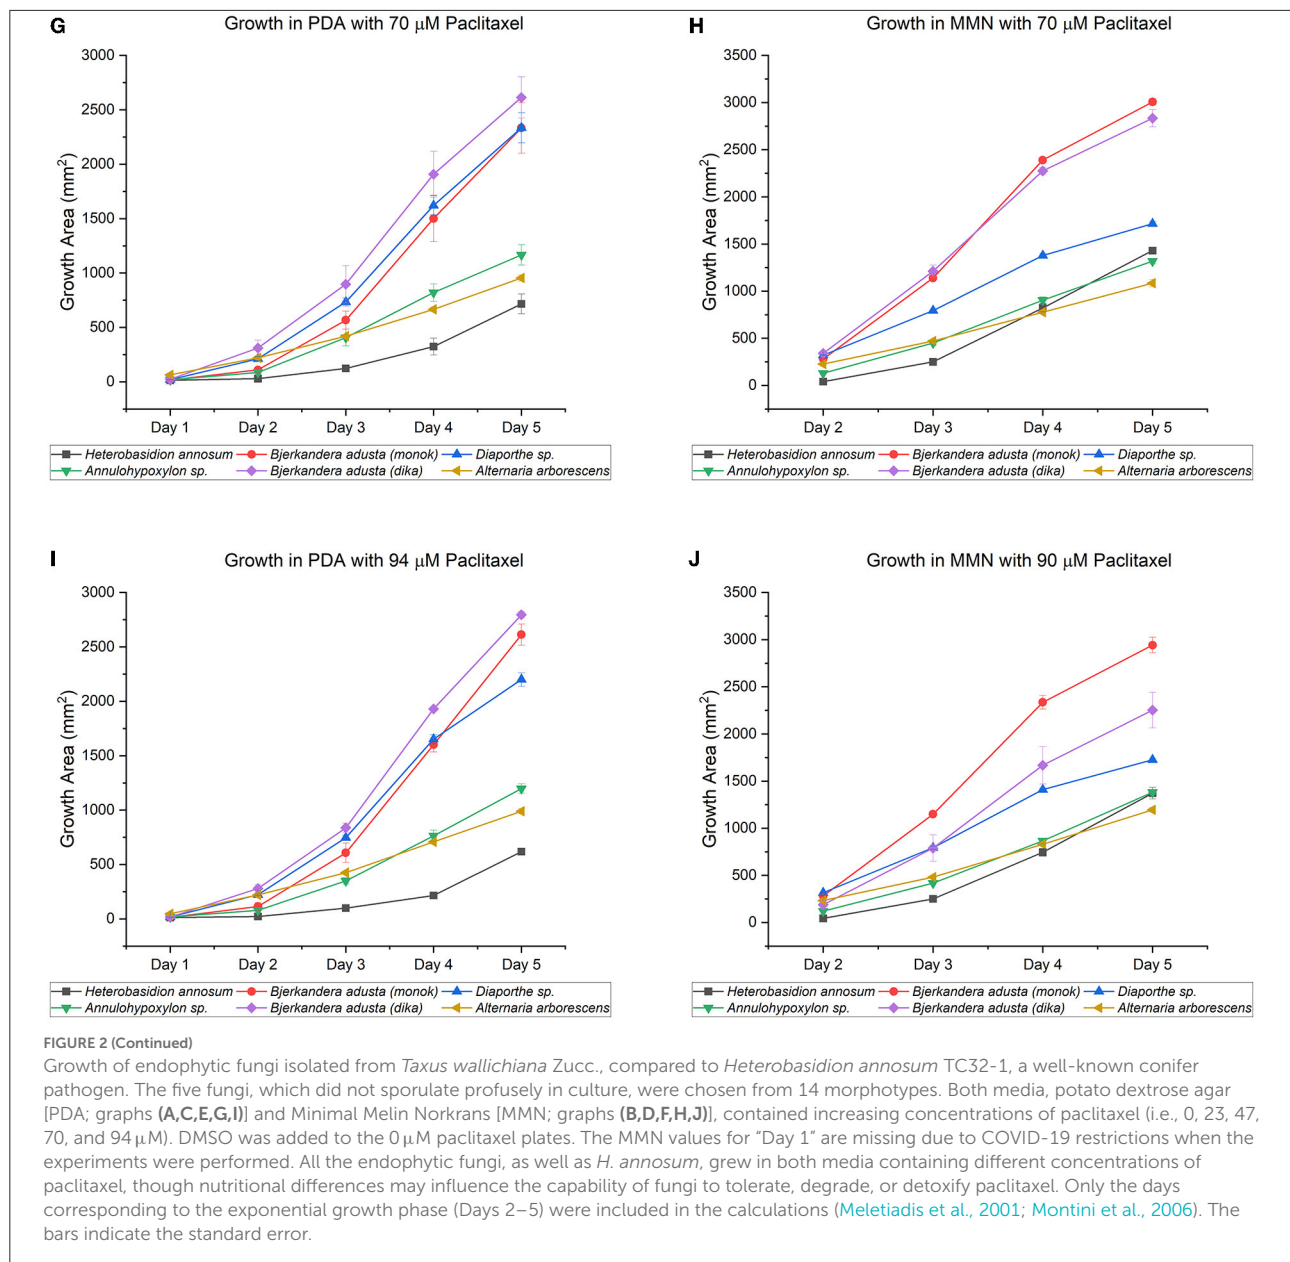 G
Growth in PDA with 70 μM Paclitaxel
Growth Area (mm²)
3000
2500
2000
1500
1000
500
0
Day 1 Day 2 Day 3 Day 4 Day 5
Heterobasidion annosum Bjerkandera adusta (monok) Diaporthe sp.
Annulohypoxylon sp. Bjerkandera adusta (dika) Alternaria arborescens
H
Growth in MMN with 70 μM Paclitaxel
Growth Area (mm²)
3500
3000
2500
2000
1500
1000
500
0
Day 2 Day 3 Day 4 Day 5
Heterobasidion annosum Bjerkandera adusta (monok) Diaporthe sp.
Annulohypoxylon sp. Bjerkandera adusta (dika) Alternaria arborescens
I
Growth in PDA with 94 μM Paclitaxel
Growth Area (mm²)
3000
2500
2000
1500
1000
500
0
Day 1 Day 2 Day 3 Day 4 Day 5
Heterobasidion annosum Bjerkandera adusta (monok) Diaporthe sp.
Annulohypoxylon sp. Bjerkandera adusta (dika) Alternaria arborescens
J
Growth in MMN with 90 μM Paclitaxel
Growth Area (mm²)
3500
3000
2500
2000
1500
1000
500
0
Day 2 Day 3 Day 4 Day 5
Heterobasidion annosum Bjerkandera adusta (monok) Diaporthe sp.
Annulohypoxylon sp. Bjerkandera adusta (dika) Alternaria arborescens
FIGURE 2 (Continued)
Growth of endophytic fungi isolated from Taxus wallichiana Zucc., compared to Heterobasidion annosum TC32-1, a well-known conifer
pathogen. The five fungi, which did not sporulate profusely in culture, were chosen from 14 morphotypes. Both media, potato dextrose agar
[PDA; graphs (A,C,E,G,I)] and Minimal Melin Norkrans [MMN; graphs (B,D,F,H,J)], contained increasing concentrations of paclitaxel (i.e., 0, 23, 47,
70, and 94 μM). DMSO was added to the 0 μM paclitaxel plates. The MMN values for “Day 1” are missing due to COVID-19 restrictions when the
experiments were performed. All the endophytic fungi, as well as H. annosum, grew in both media containing different concentrations of
paclitaxel, though nutritional differences may influence the capability of fungi to tolerate, degrade, or detoxify paclitaxel. Only the days
corresponding to the exponential growth phase (Days 2–5) were included in the calculations (Meletiadis et al., 2001; Montini et al., 2006). The
bars indicate the standard error.